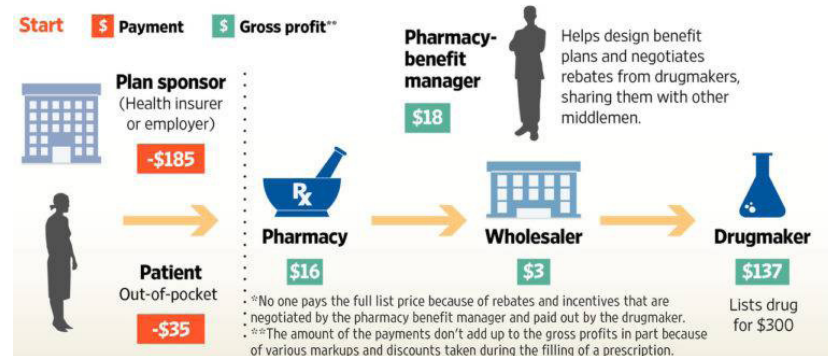 Start
$ Payment
$ Gross profit**
Plan sponsor
(Health insurer
or employer)
-$185
Patient
Out-of-pocket
-$35
Pharmacy-
benefit
manager
$18
Helps design benefit
plans and negotiates
rebates from drugmakers,
sharing them with other
middlemen.
Rx
Pharmacy
$16
Wholesaler
$3
Drugmaker
$137
Lists drug
for $300
*No one pays the full list price because of rebates and incentives that are
negotiated by the pharmacy benefit manager and paid out by the drugmaker.
**The amount of the payments don't add up to the gross profits in part because
of various markups and discounts taken during the filling of a prescription.